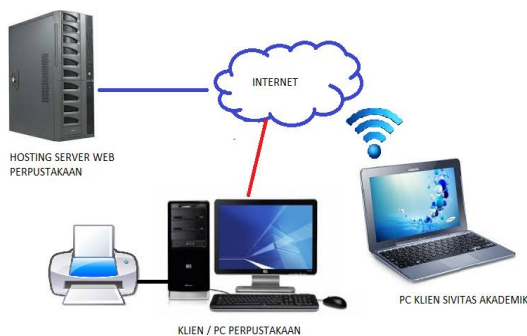 INTERNET
HOSTING SERVER WEB
PERPUSTAKAAN
PC KLIEN SIVITAS AKADEMIK
KLIEN / PC PERPUSTAKAAN